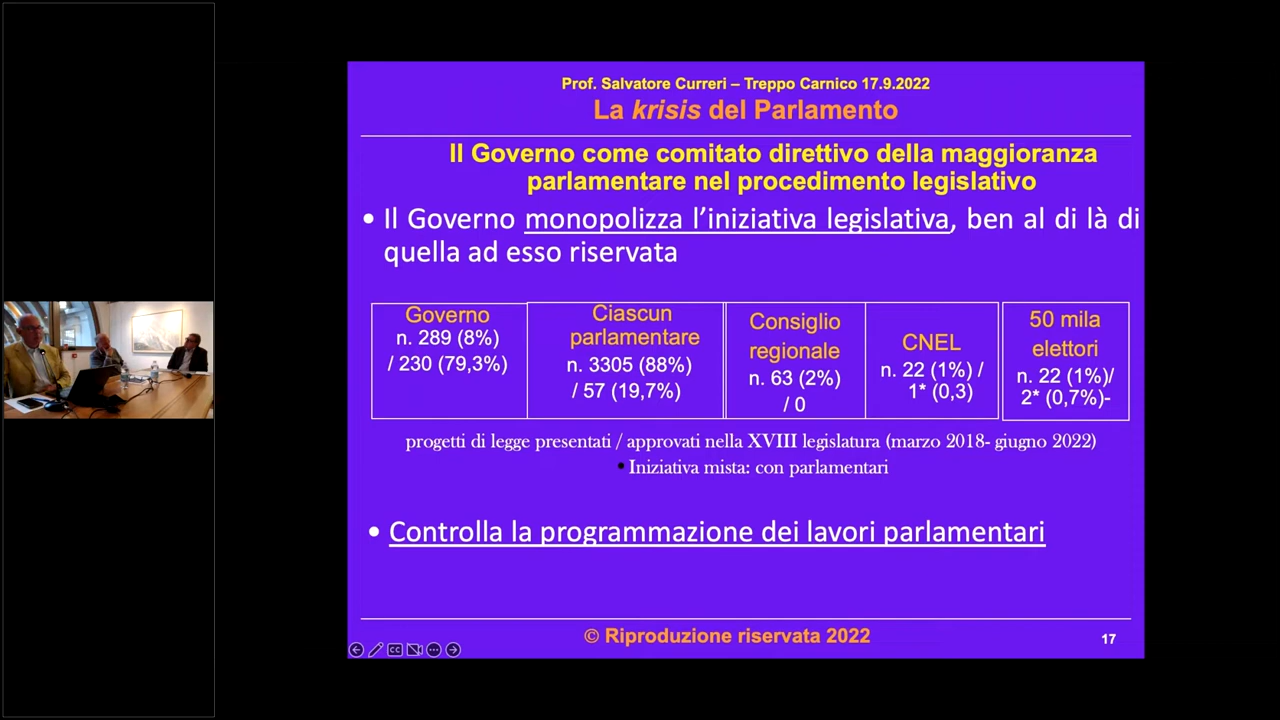 Prof. Salvatore Curreri – Treppo Carnico 17.9.2022
La krisis del Parlamento
Il Governo come comitato direttivo della maggioranza
parlamentare nel procedimento legislativo
• Il Governo monopolizza l’iniziativa legislativa, ben al di là di
quella ad esso riservata
Governo
n. 289 (8%)
/ 230 (79,3%)
Ciascun
parlamentare
n. 3305 (88%)
/ 57 (19,7%)
Consiglio
regionale
n. 63 (2%)
/ 0
CNEL
n. 22 (1%) /
1* (0,3)
50 mila
elettori
n. 22 (1%)/
2* (0,7%)-
progetti di legge presentati / approvati nella XVIII legislatura (marzo 2018- giugno 2022)
• Iniziativa mista: con parlamentari
• Controlla la programmazione dei lavori parlamentari
© Riproduzione riservata 2022
17
CC